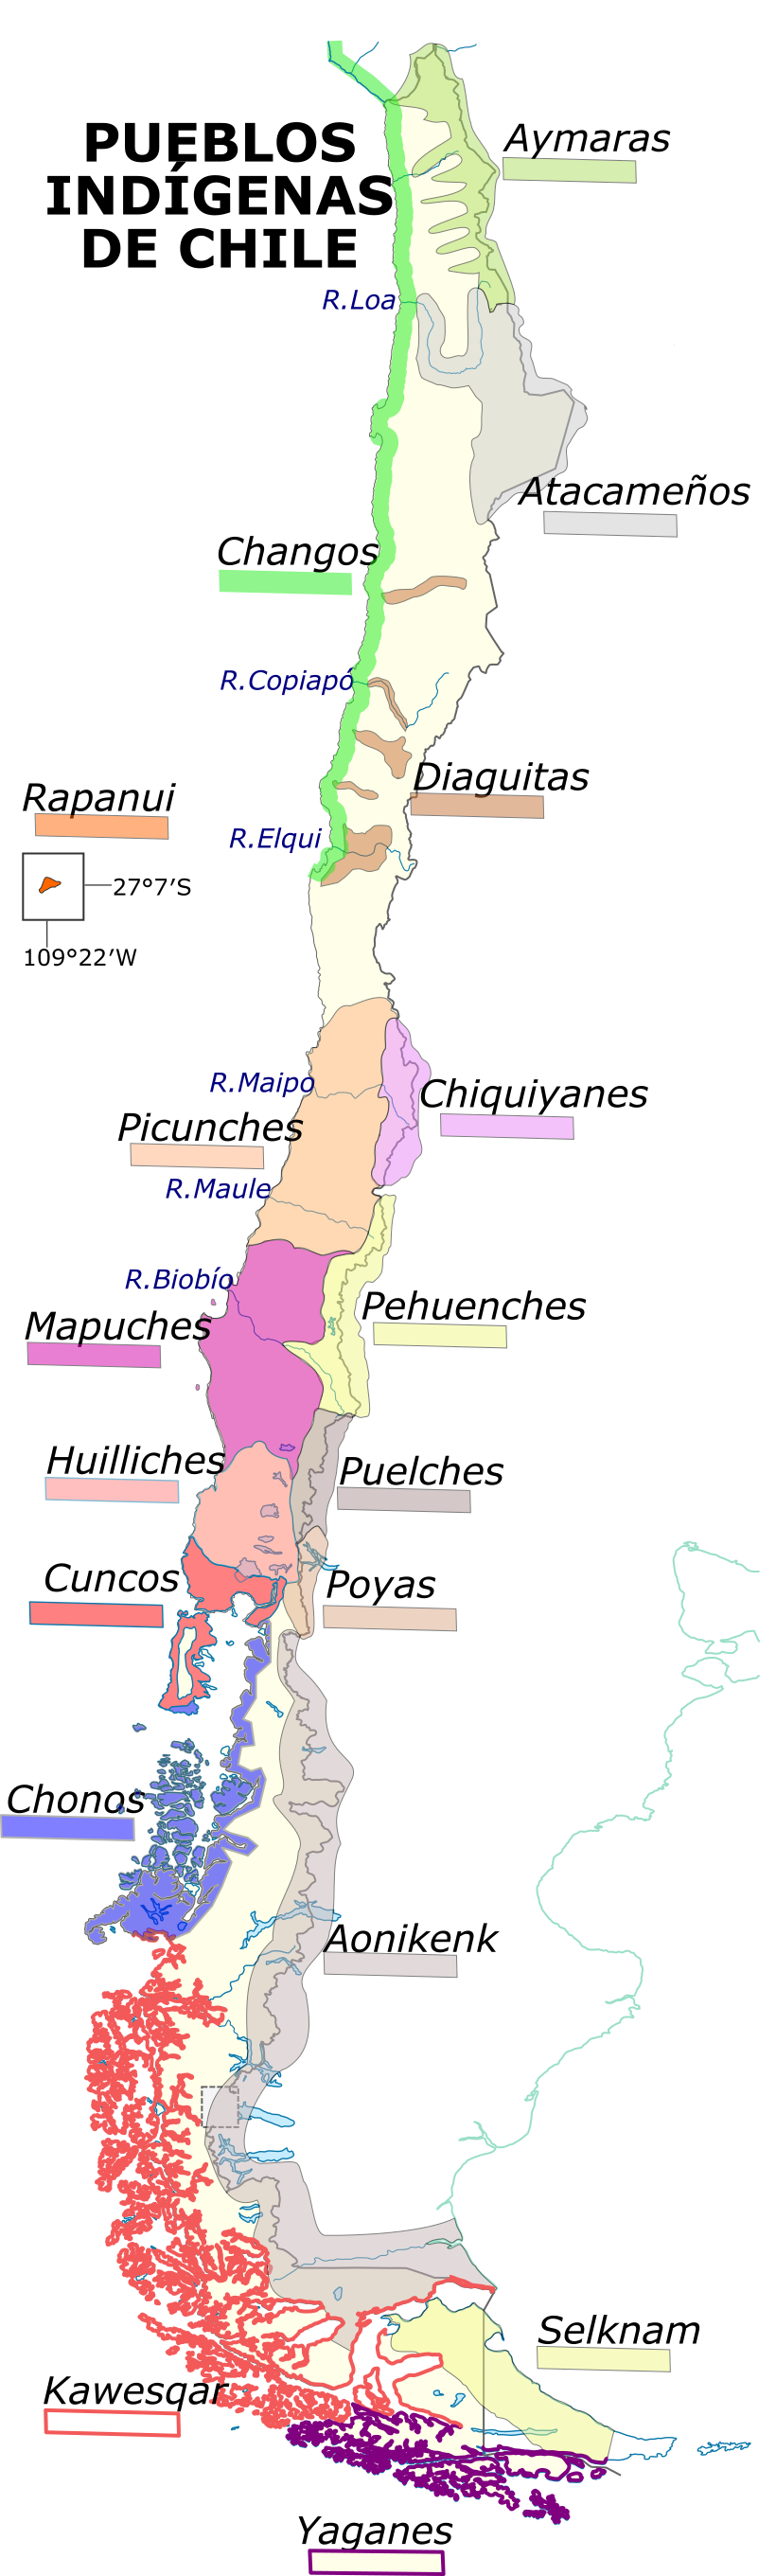 PUEBLOS
INDÍGENAS
DE CHILE
Aymaras
R.Loa
Atacameños
Changos
R.Copiapó
Diaguitas
Rapanui
R.Elqui
27°7’S
109°22’W
R.Maipo
Chiquiyanes
Picunches
R.Maule
R.Biobío
Pehuenches
Mapuches
Huilliches
Puelches
Cuncos
Poyas
Chonos
Aonikenk
Selknam
Kawesqar
Yaganes